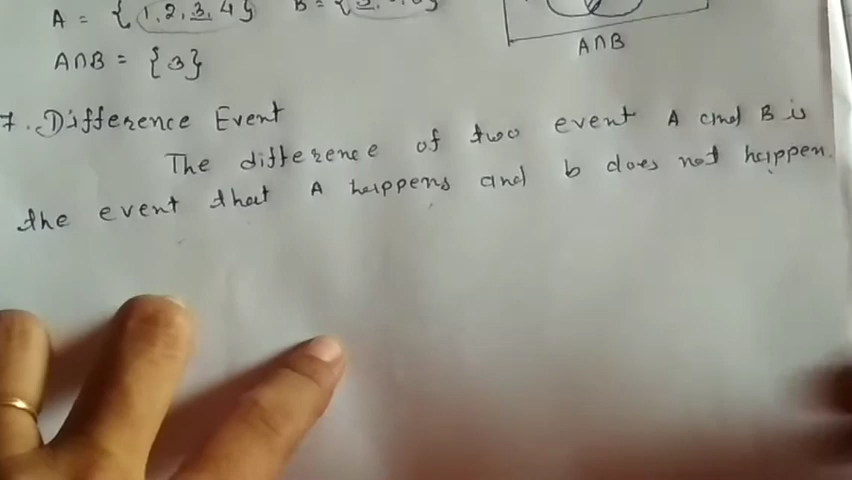 A = { 1, 2, 3, 4 } B = { 3,
A∩B = { 3 }
A∩B
7. Difference Event
The difference of two event A and B is
the event that A happens and b does not happen.